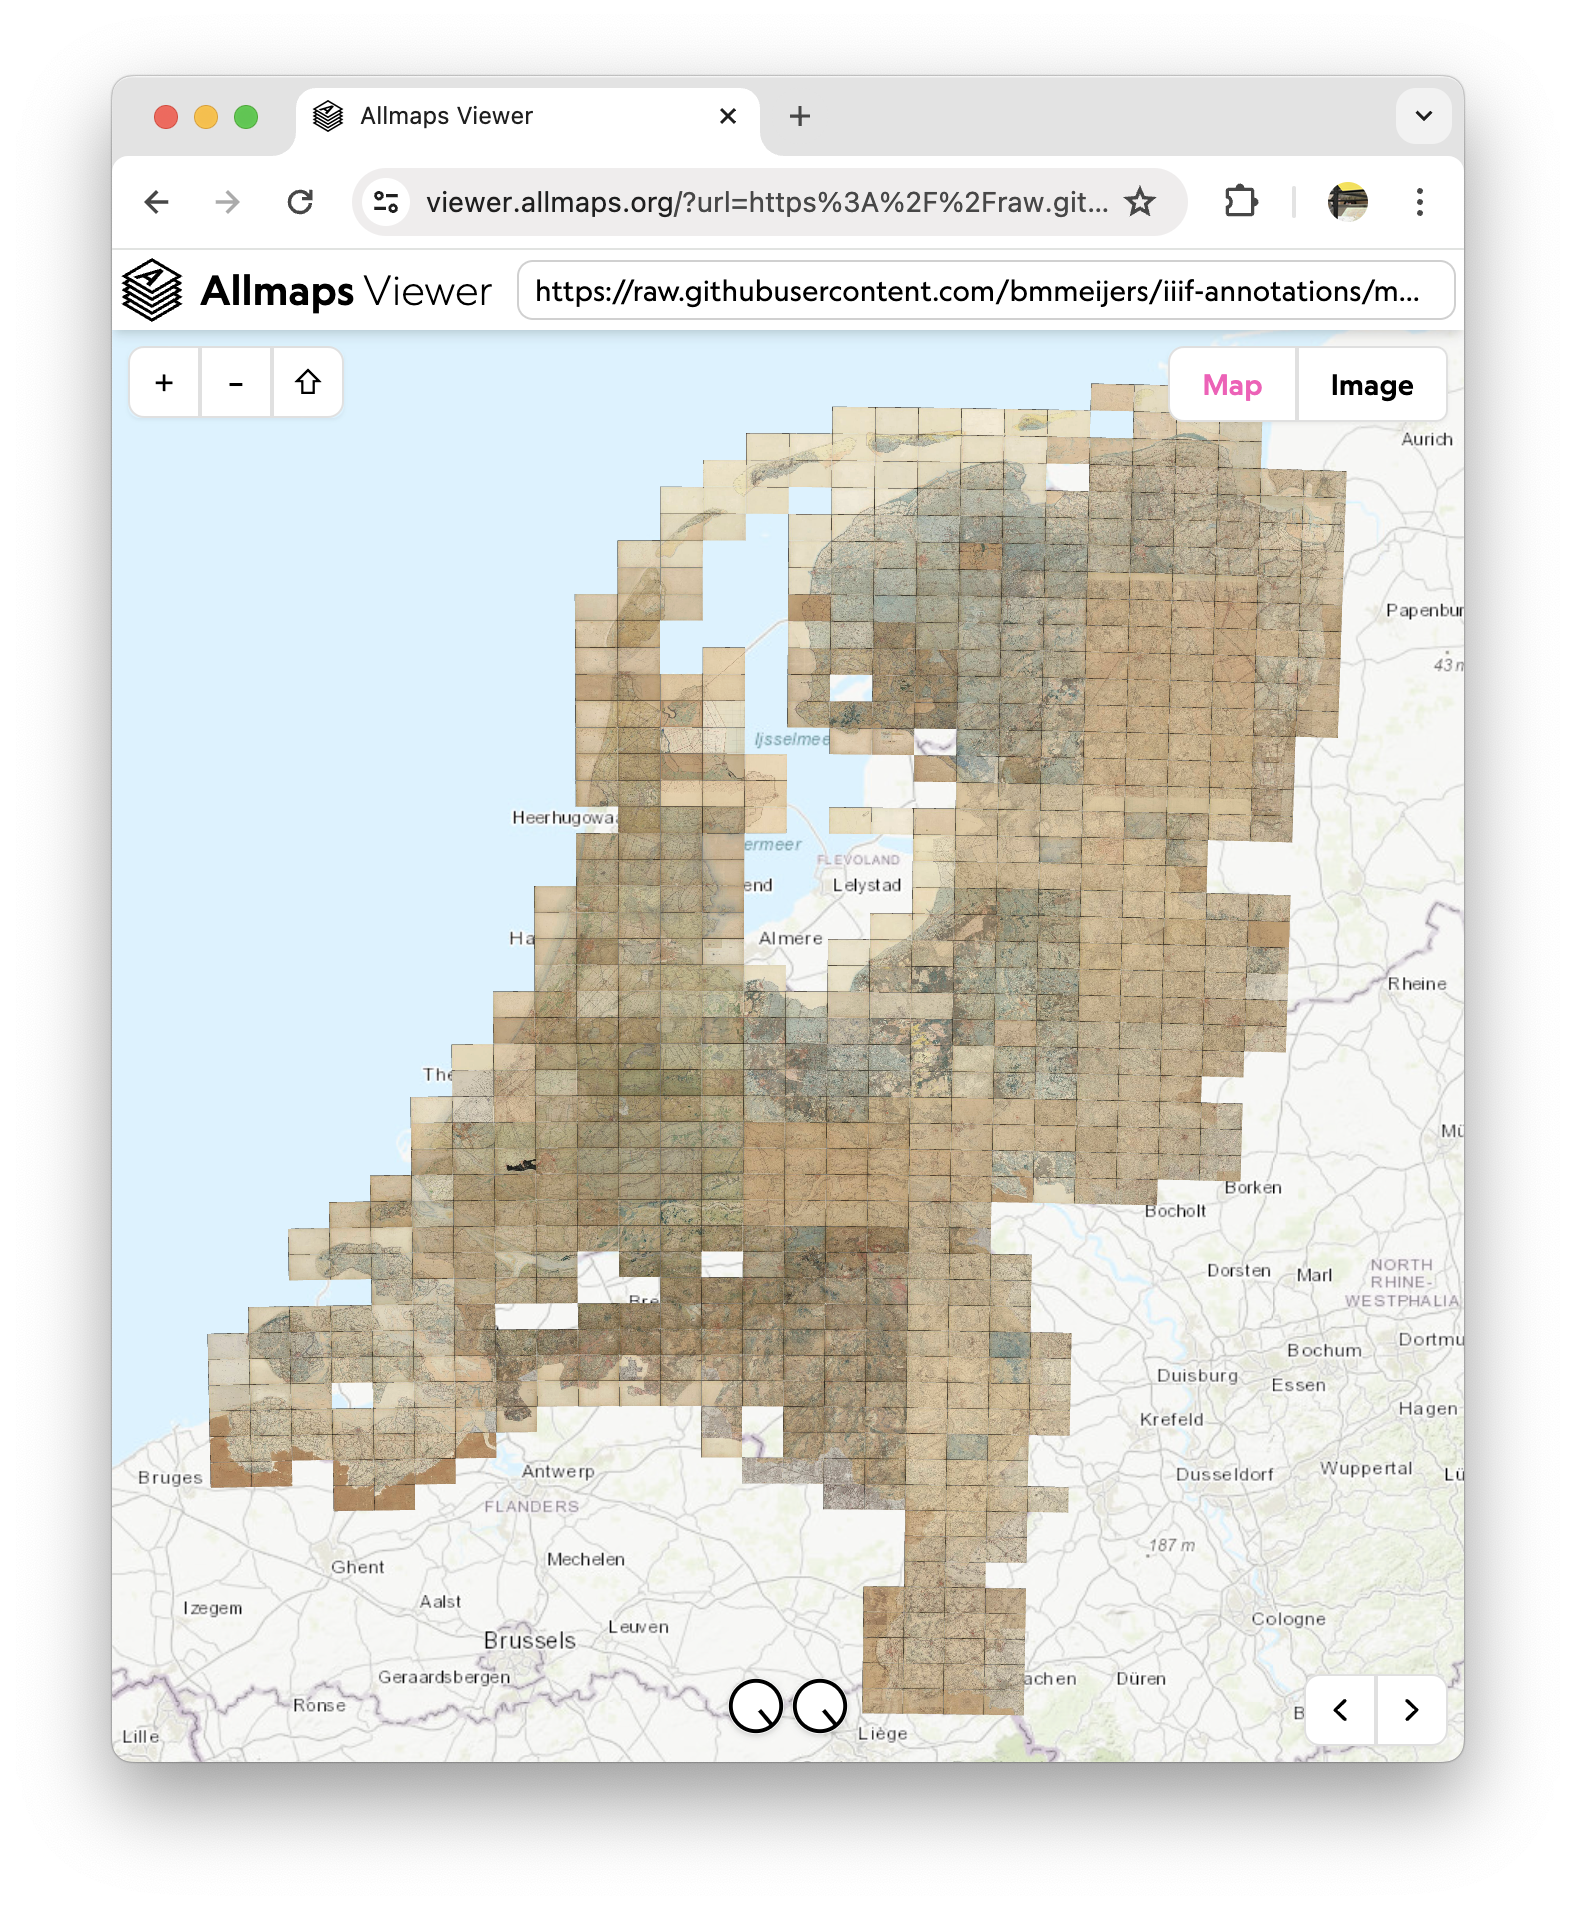 Allmaps Viewer
viewer.allmaps.org/?url=https%3A%2F%2Fraw.git...
Allmaps Viewer
https://raw.githubusercontent.com/bmmeijers/iiif-annotations/m...
+
-
Map
Image
Aurich
Papenbur
43 m
Ijsselmee
Heerhugowa
ermeer
FLEVOLAND
end
Lelystad
Ha
Almere
Rheine
The
Mü
Borken
Bocholt
Dorsten
Marl
NORTH
RHINE-
WESTPHALIA
Bre
Dortmu
Bochum
Duisburg
Essen
Hagen
Krefeld
Bruges
Antwerp
Dusseldorf
Wuppertal
Lü
FLANDERS
187 m
Ghent
Mechelen
Izegem
Aalst
Leuven
Cologne
Brussels
Geraardsbergen
achen
Düren
Ronse
B
Lille
Liège